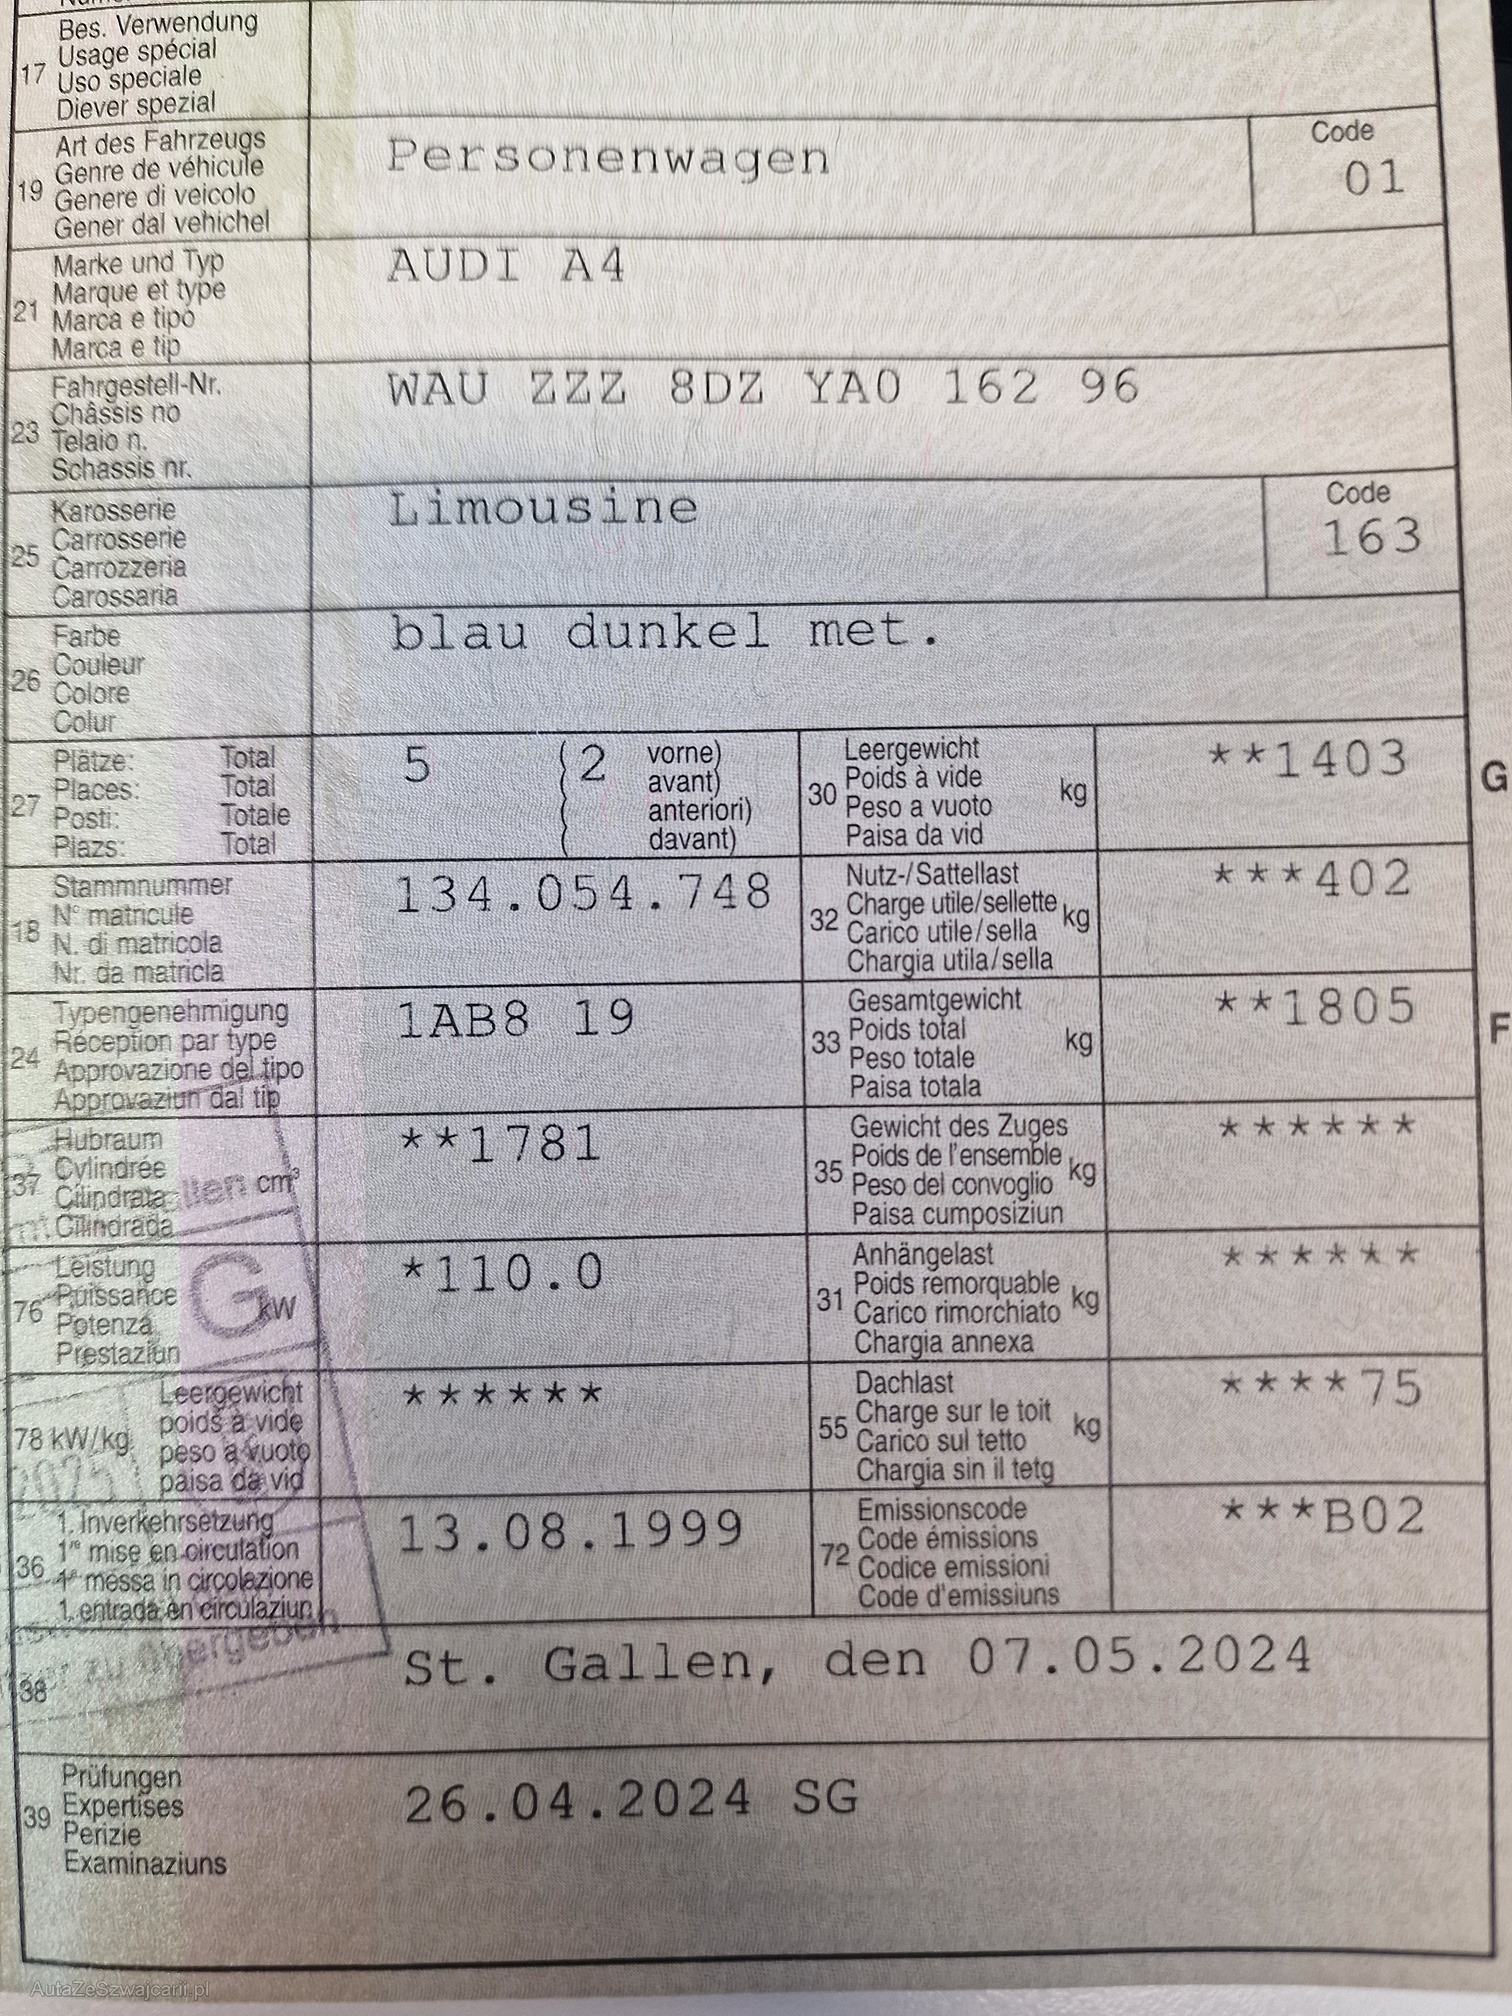 17 Bes. Verwendung
Usage spécial
Uso speciale
Diever spezial
19 Art des Fahrzeugs
Genre de véhicule
Genere di veicolo
Gener dal vehichel
Personenwagen
Code
01
21 Marke und Typ
Marque et type
Marca e tipo
Marca e tip
AUDI A4
23 Fahrgestell-Nr.
Châssis no
Telaio n.
Schassis nr.
WAU ZZZ 8DZ YA0 162 96
25 Karosserie
Carrosserie
Carrozzeria
Carossaria
Limousine
Code
163
26 Farbe
Couleur
Colore
Colur
blau dunkel met.
27 Plätze: Total
Places: Total
Posti: Totale
Plazs: Total
5 (2 vorne)
avant)
anteriori)
davant)
30 Leergewicht
Poids à vide
Peso a vuoto
Paisa da vid
kg
**1403
G
18 Stammnummer
N° matricule
N. di matricola
Nr. da matricla
134.054.748
32 Nutz-/Sattellast
Charge utile/sellette
Carico utile/sella
Chargia utila/sella
kg
***402
24 Typengenehmigung
Réception par type
Approvazione del tipo
Approvaziun dal tip
1AB8 19
33 Gesamtgewicht
Poids total
Peso totale
Paisa totala
kg
**1805
F
37 Hubraum
Cylindrée
Cilindrata
Cilindrada
cm³
**1781
35 Gewicht des Zuges
Poids de l'ensemble
Peso del convoglio
Paisa cumposiziun
kg
******
76 Leistung
Puissance
Potenza
Prestaziun
kW
G
*110.0
31 Anhängelast
Poids remorquable
Carico rimorchiato
Chargia annexa
kg
******
78 kW/kg Leergewicht
poids à vide
peso a vuoto
paisa da vid
******
55 Dachlast
Charge sur le toit
Carico sul tetto
Chargia sin il tetg
kg
****75
36 1. Inverkehrsetzung
1re mise en circulation
1a messa in circolazione
1. entrada en circulaziun
13.08.1999
72 Emissionscode
Code émissions
Codice emissioni
Code d'emissiuns
***B02
zu übergeben
38 St. Gallen, den 07.05.2024
39 Prüfungen
Expertises
Perizie
Examinaziuns
26.04.2024 SG
AutaZeSzwajcarii.pl